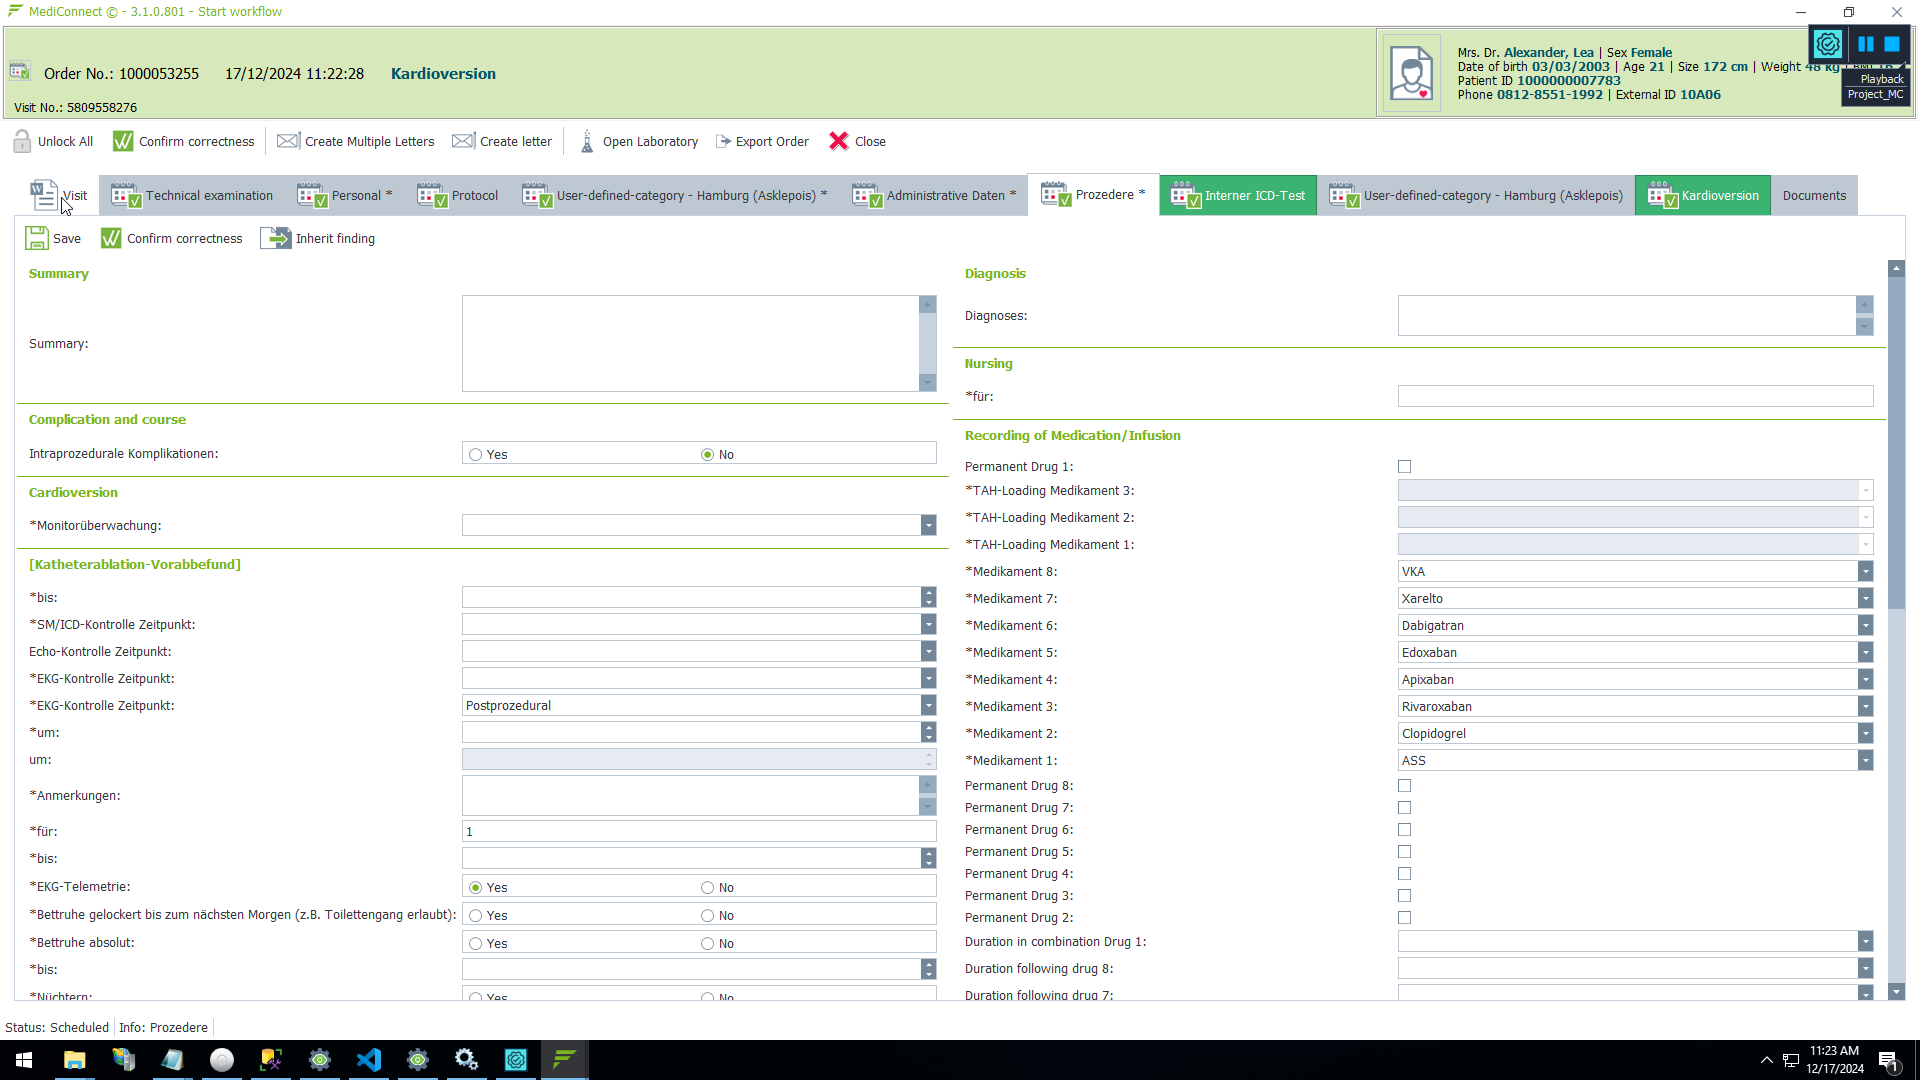 MediConnect © - 3.1.0.801 - Start workflow
Order No.: 1000053255 17/12/2024 11:22:28 Kardioversion
Visit No.: 5809558276
Mrs. Dr. Alexander, Lea | Sex Female
Date of birth 03/03/2003 | Age 21 | Size 172 cm | Weight 48 kg
Patient ID 1000000007783
Phone 0812-8551-1992 | External ID 10A06
Playback
Project_MC
Unlock All Confirm correctness Create Multiple Letters Create letter Open Laboratory Export Order Close
Visit Technical examination Personal * Protocol User-defined-category - Hamburg (Asklepois) * Administrative Daten * Prozedere * Interner ICD-Test User-defined-category - Hamburg (Asklepois) Kardioversion Documents
Save Confirm correctness Inherit finding
Summary
Summary:
Complication and course
Intraprozedurale Komplikationen: Yes No
Cardioversion
*Monitorüberwachung:
[Katheterablation-Vorabbefund]
*bis:
*SM/ICD-Kontrolle Zeitpunkt:
Echo-Kontrolle Zeitpunkt:
*EKG-Kontrolle Zeitpunkt:
*EKG-Kontrolle Zeitpunkt: Postprozedural
*um:
um:
*Anmerkungen:
*für: 1
*bis:
*EKG-Telemetrie: Yes No
*Bettruhe gelockert bis zum nächsten Morgen (z.B. Toilettengang erlaubt): Yes No
*Bettruhe absolut: Yes No
*bis:
*Nüchtern: Yes No
Diagnosis
Diagnoses:
Nursing
*für:
Recording of Medication/Infusion
Permanent Drug 1:
*TAH-Loading Medikament 3:
*TAH-Loading Medikament 2:
*TAH-Loading Medikament 1:
*Medikament 8: VKA
*Medikament 7: Xarelto
*Medikament 6: Dabigatran
*Medikament 5: Edoxaban
*Medikament 4: Apixaban
*Medikament 3: Rivaroxaban
*Medikament 2: Clopidogrel
*Medikament 1: ASS
Permanent Drug 8:
Permanent Drug 7:
Permanent Drug 6:
Permanent Drug 5:
Permanent Drug 4:
Permanent Drug 3:
Permanent Drug 2:
Duration in combination Drug 1:
Duration following drug 8:
Duration following drug 7:
Status: Scheduled Info: Prozedere
11:23 AM
12/17/2024
1